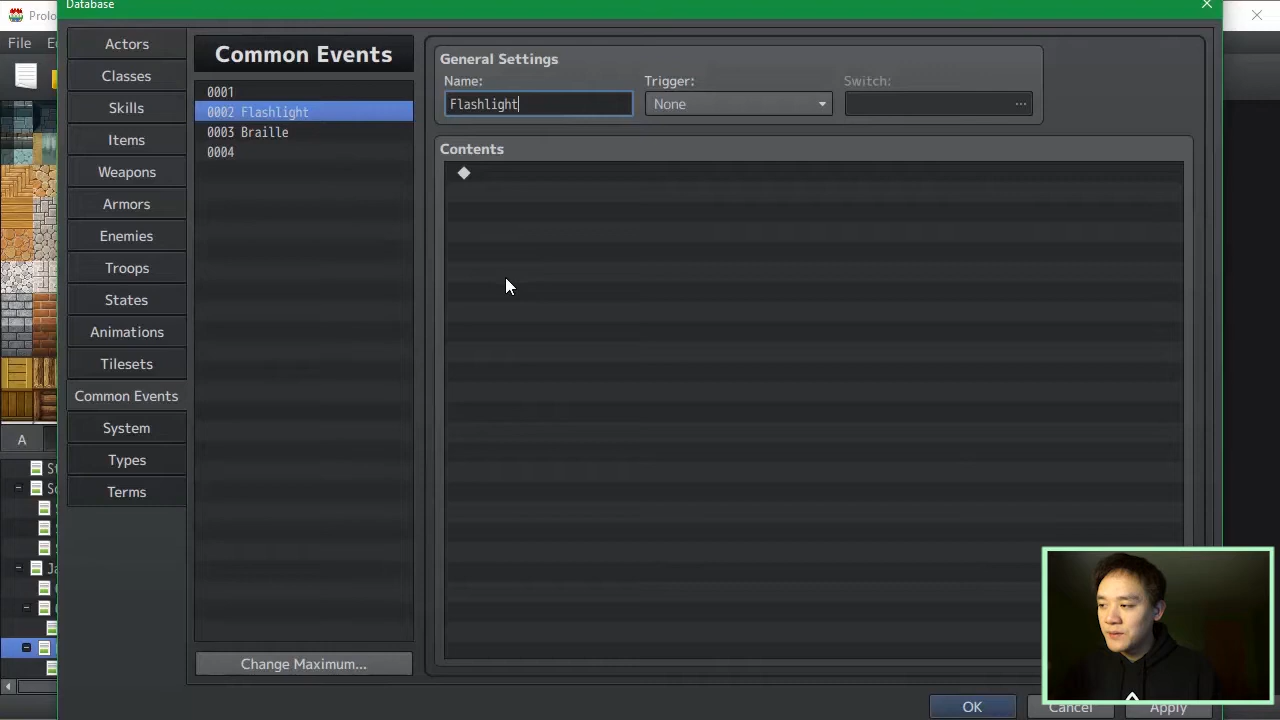 Database
Prolo
File
Actors
Classes
Skills
Items
Weapons
Armors
Enemies
Troops
States
Animations
Tilesets
Common Events
System
Types
Terms
A
Common Events
0001
0002 Flashlight
0003 Braille
0004
Change Maximum...
General Settings
Name:
Trigger:
Switch:
Flashlight
None
...
Contents
OK
Cancel
Apply